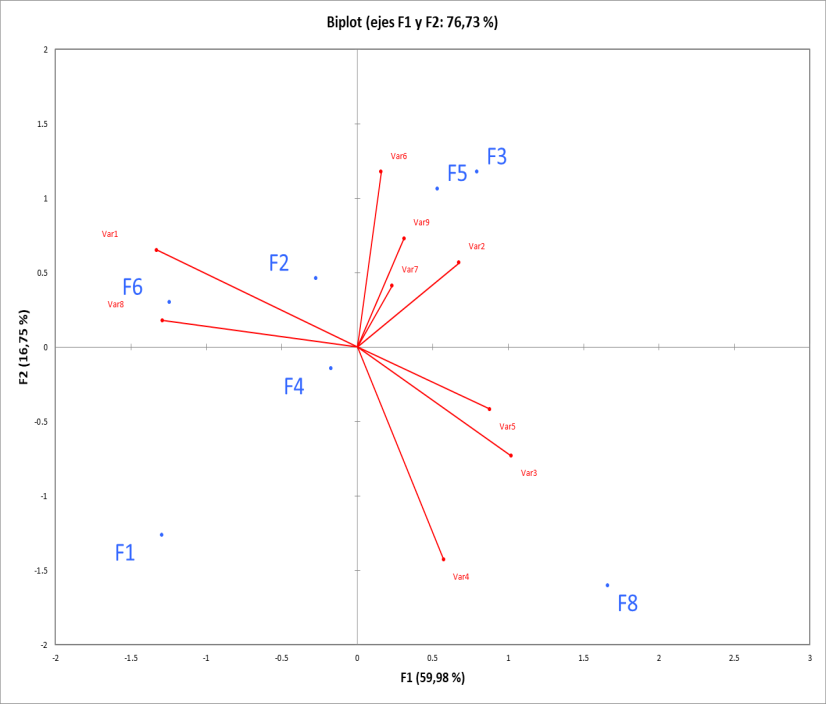 Biplot (ejes F1 y F2: 76,73 %)
2
1.5
1
0.5
0
-0.5
-1
-1.5
-2
F2 (16,75 %)
Var6
F3
F5
Var9
Var1
Var2
F2
Var7
F6
Var8
F4
Var5
Var3
F1
Var4
F8
-2
-1.5
-1
-0.5
0
0.5
1
1.5
2
2.5
3
F1 (59,98 %)